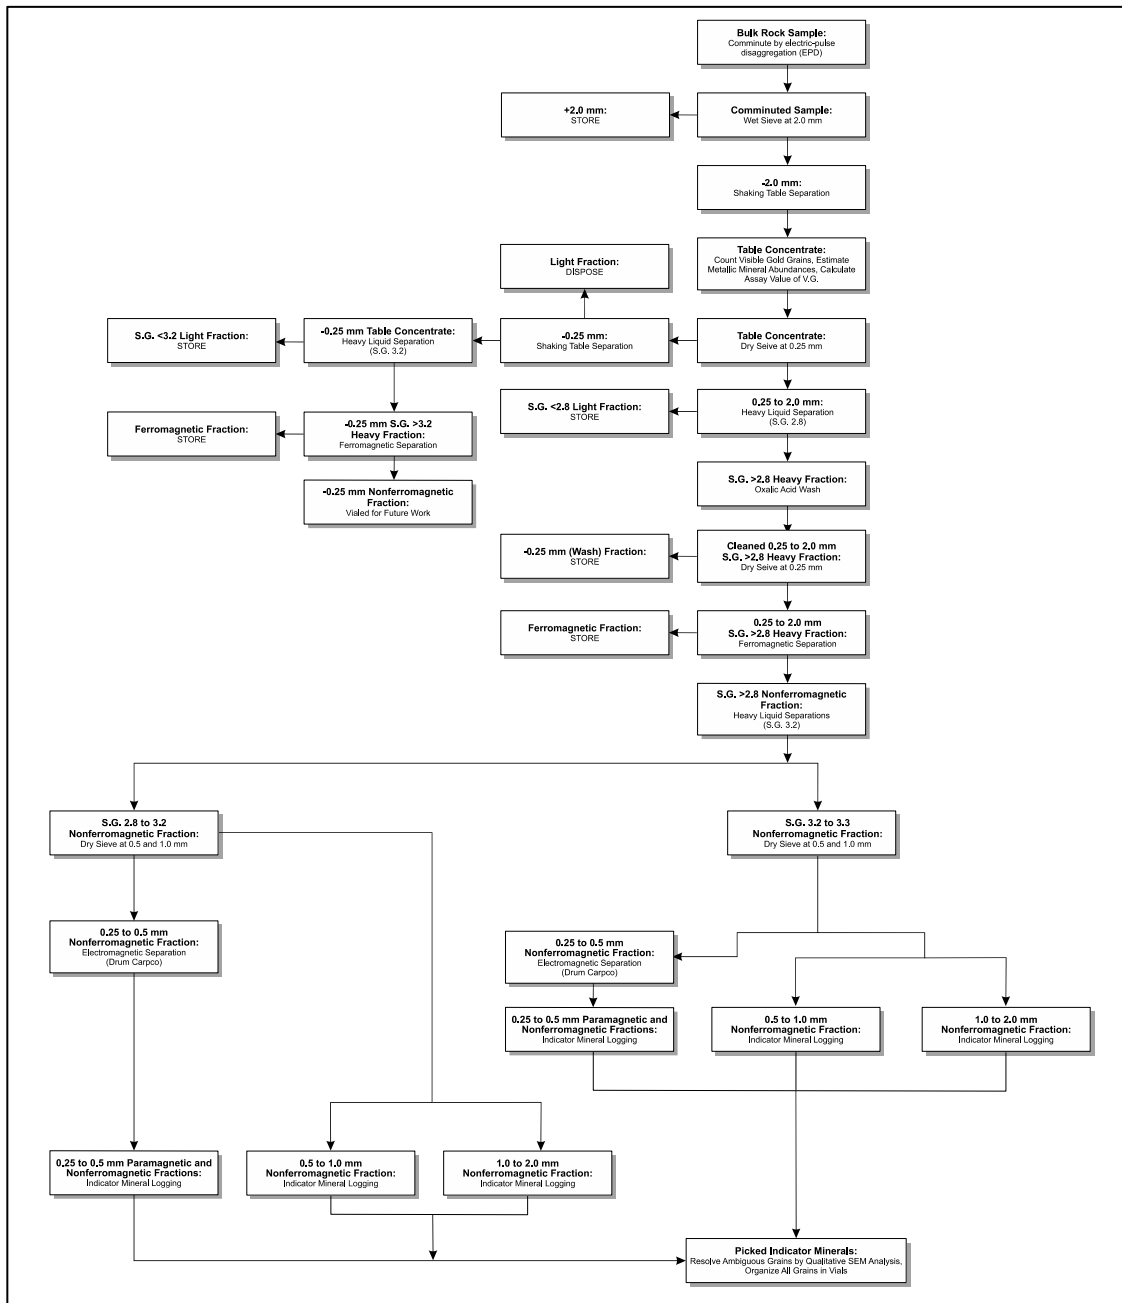 Bulk Rock Sample:
Comminute by electric-pulse
disaggregation (EPD)
+2.0 mm:
STORE
Comminuted Sample:
Wet Sieve at 2.0 mm
-2.0 mm:
Shaking Table Separation
Table Concentrate:
Count Visible Gold Grains, Estimate
Metallic Mineral Abundances, Calculate
Assay Value of V.G.
Light Fraction:
DISPOSE
S.G. <3.2 Light Fraction:
STORE
-0.25 mm Table Concentrate:
Heavy Liquid Separation
(S.G. 3.2)
-0.25 mm:
Shaking Table Separation
Table Concentrate:
Dry Seive at 0.25 mm
S.G. <2.8 Light Fraction:
STORE
0.25 to 2.0 mm:
Heavy Liquid Separation
(S.G. 2.8)
Ferromagnetic Fraction:
STORE
-0.25 mm S.G. >3.2
Heavy Fraction:
Ferromagnetic Separation
S.G. >2.8 Heavy Fraction:
Oxalic Acid Wash
-0.25 mm Nonferromagnetic
Fraction:
Vialed for Future Work
-0.25 mm (Wash) Fraction:
STORE
Cleaned 0.25 to 2.0 mm
S.G. >2.8 Heavy Fraction:
Dry Seive at 0.25 mm
Ferromagnetic Fraction:
STORE
0.25 to 2.0 mm
S.G. >2.8 Heavy Fraction:
Ferromagnetic Separation
S.G. >2.8 Nonferromagnetic
Fraction:
Heavy Liquid Separations
(S.G. 3.2)
S.G. 2.8 to 3.2
Nonferromagnetic Fraction:
Dry Sieve at 0.5 and 1.0 mm
S.G. 3.2 to 3.3
Nonferromagnetic Fraction:
Dry Sieve at 0.5 and 1.0 mm
0.25 to 0.5 mm
Nonferromagnetic Fraction:
Electromagnetic Separation
(Drum Carpco)
0.25 to 0.5 mm
Nonferromagnetic Fraction:
Electromagnetic Separation
(Drum Carpco)
0.25 to 0.5 mm Paramagnetic and
Nonferromagnetic Fractions:
Indicator Mineral Logging
0.5 to 1.0 mm
Nonferromagnetic Fraction:
Indicator Mineral Logging
1.0 to 2.0 mm
Nonferromagnetic Fraction:
Indicator Mineral Logging
0.25 to 0.5 mm Paramagnetic and
Nonferromagnetic Fractions:
Indicator Mineral Logging
0.5 to 1.0 mm
Nonferromagnetic Fraction:
Indicator Mineral Logging
1.0 to 2.0 mm
Nonferromagnetic Fraction:
Indicator Mineral Logging
Picked Indicator Minerals:
Resolve Ambiguous Grains by Qualitative SEM Analysis,
Organize All Grains in Vials